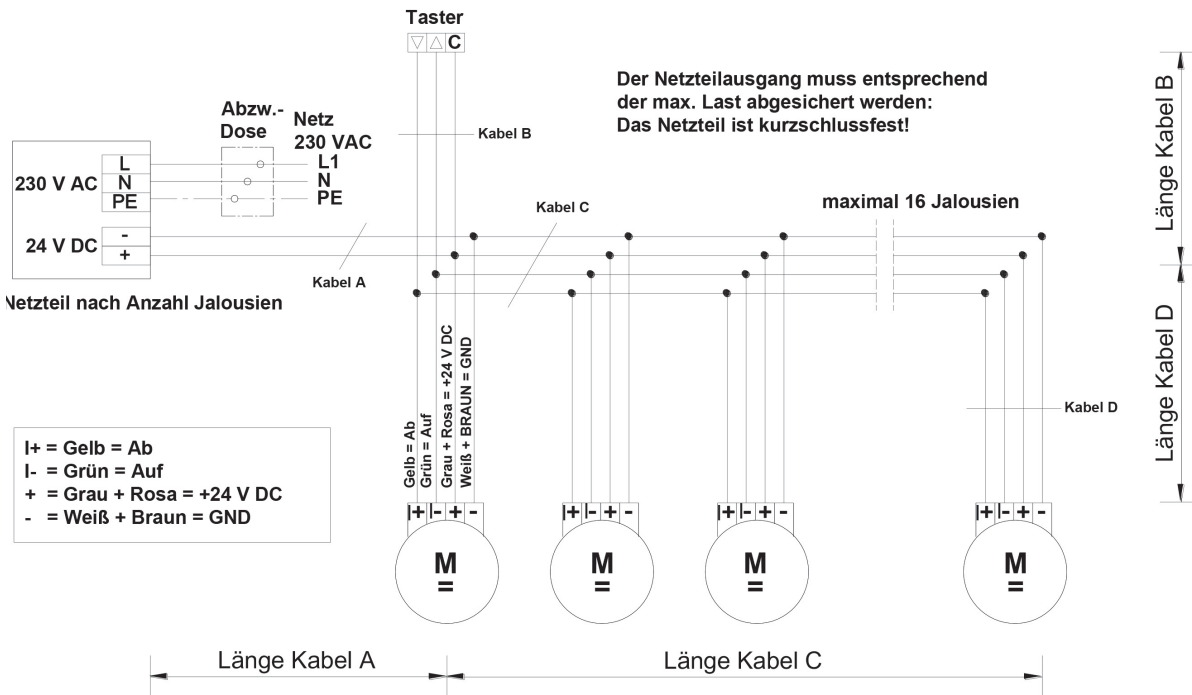 Taster
▽ △ C
Der Netzteilausgang muss entsprechend
der max. Last abgesichert werden:
Das Netzteil ist kurzschlussfest!
Länge Kabel B
Abzw.-
Dose
Netz
230 VAC
Kabel B
230 V AC
L
N
PE
L1
N
PE
24 V DC
-
+
Kabel A
Kabel C
maximal 16 Jalousien
Netzteil nach Anzahl Jalousien
Gelb = Ab
Grün = Auf
Grau + Rosa = +24 V DC
Weiß + BRAUN = GND
Länge Kabel D
Kabel D
I+ = Gelb = Ab
I- = Grün = Auf
+ = Grau + Rosa = +24 V DC
- = Weiß + Braun = GND
I+ I- + -
I+ I- + -
I+ I- + -
I+ I- + -
M
=
M
=
M
=
M
=
Länge Kabel A
Länge Kabel C